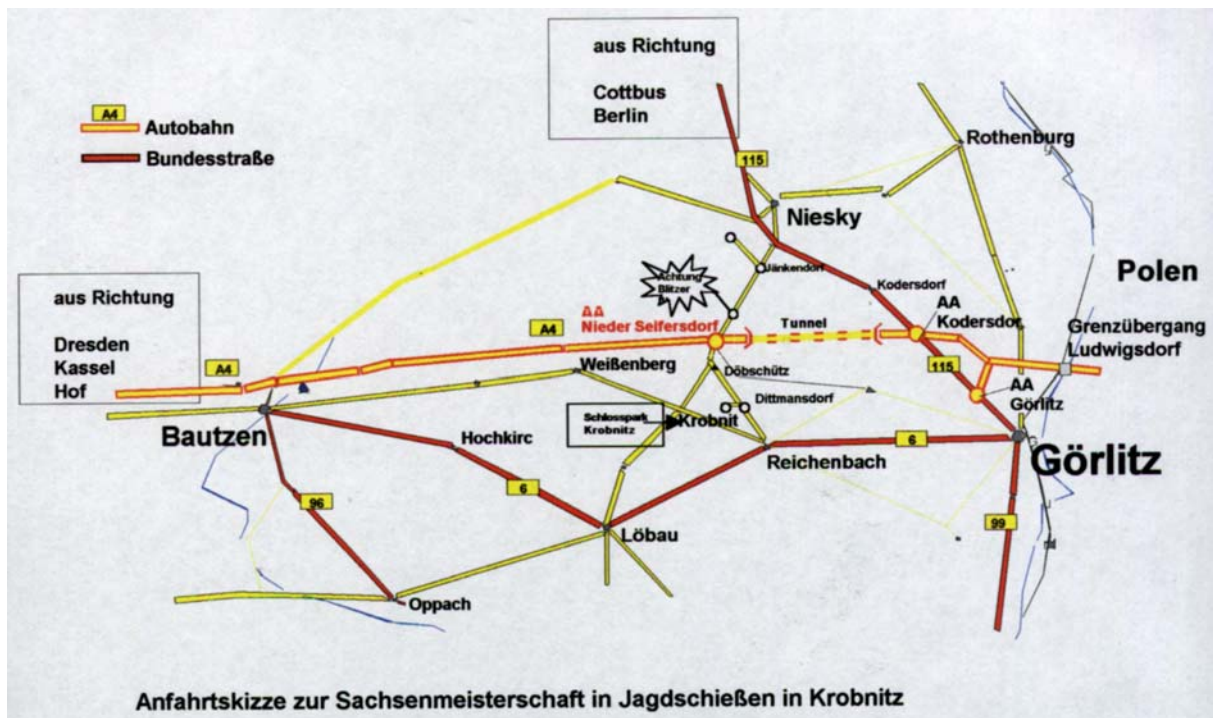 aus Richtung
Cottbus
Berlin
A4
Autobahn
Bundesstraße
115
Rothenburg
Niesky
Jänkendorf
Achtung
Blitzer
Kodersdorf
Polen
aus Richtung
Dresden
Kassel
Hof
A4
AA
Nieder Seifersdorf
A4
Tunnel
AA
Kodersdor
Grenzübergang
Ludwigsdorf
Weißenberg
Döbschütz
115
AA
Görlitz
Dittmansdorf
Schlosspark
Krobnitz
Krobnit
Bautzen
Hochkirc
Reichenbach
6
Görlitz
6
96
99
Löbau
Oppach
Anfahrtskizze zur Sachsenmeisterschaft in Jagdschießen in Krobnitz